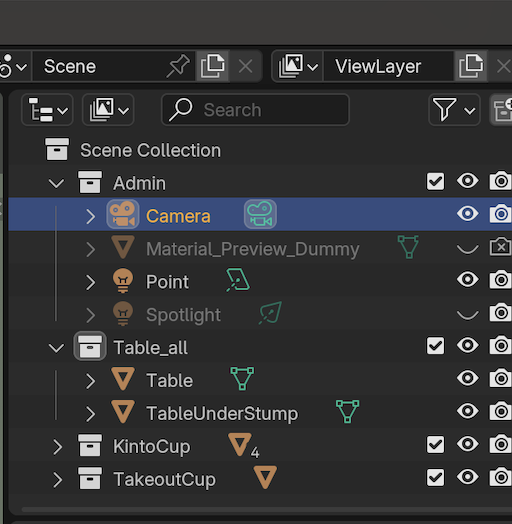 Scene
ViewLayer
Search
Scene Collection
Admin
Camera
Material_Preview_Dummy
Point
Spotlight
Table_all
Table
TableUnderStump
KintoCup 4
TakeoutCup